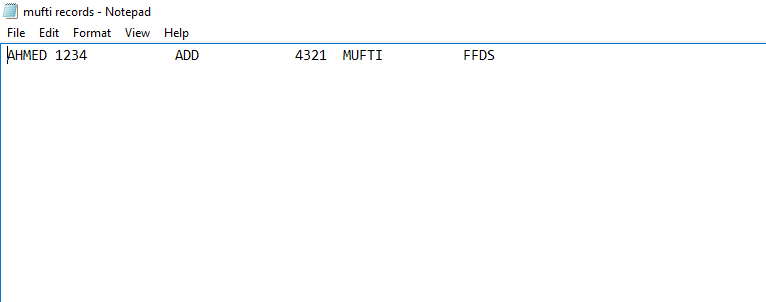 mufti records - Notepad
File Edit Format View Help
AHMED 1234 ADD 4321 MUFTI FFDS